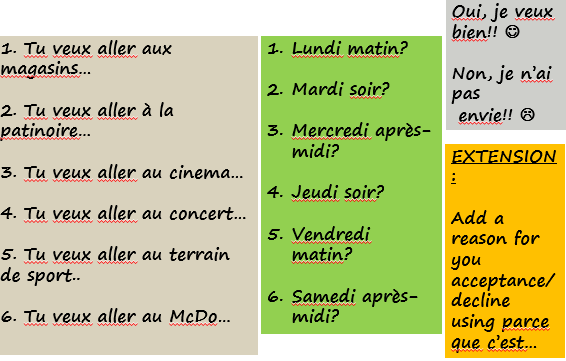 1. Tu veux aller aux
magasins...
2. Tu veux aller à la
patinoire...
3. Tu veux aller au cinema...
4. Tu veux aller au concert...
5. Tu veux aller au terrain
de sport..
6. Tu veux aller au McDo...
1. Lundi matin?
2. Mardi soir?
3. Mercredi après-
midi?
4. Jeudi soir?
5. Vendredi
matin?
6. Samedi après-
midi?
Oui, je veux
bien!! ☺
Non, je n'ai
pas
envie!! ☹
EXTENSION
:
Add a
reason for
you
acceptance/
decline
using parce
que c'est...